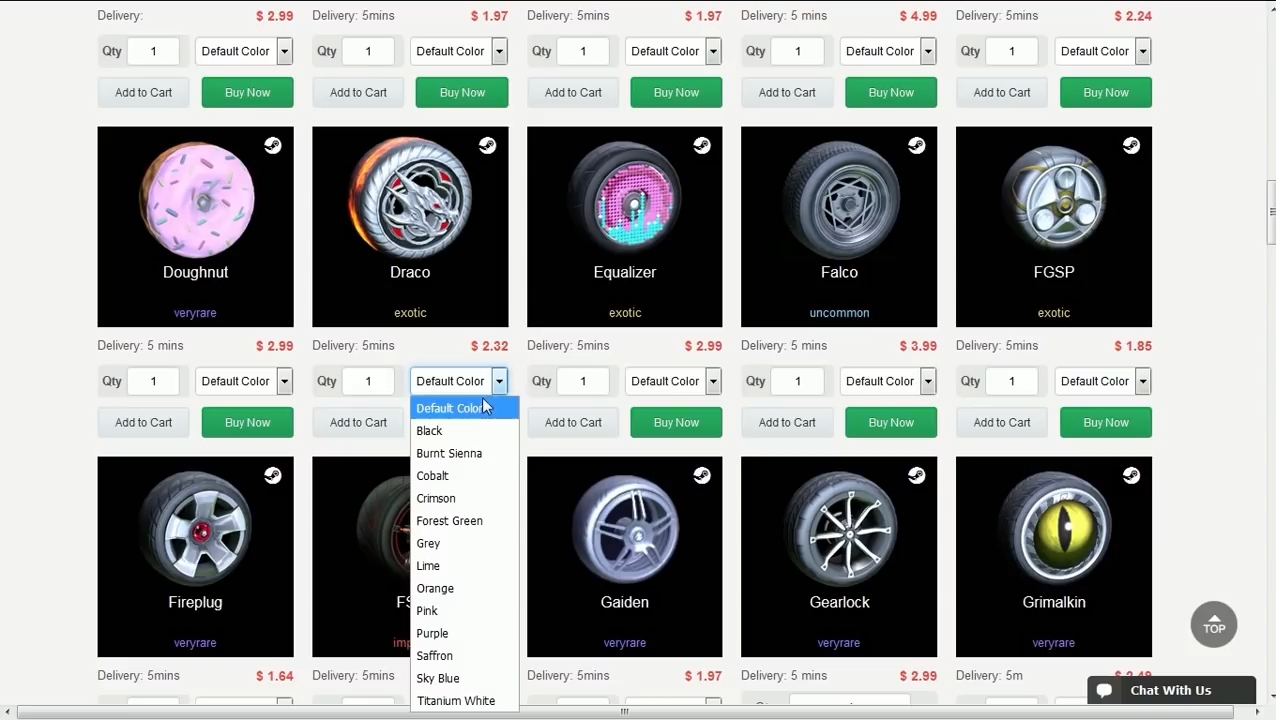 Delivery: $ 2.99 Delivery: 5mins $ 1.97 Delivery: 5mins $ 1.97 Delivery: 5 mins $ 4.99 Delivery: 5mins $ 2.24
Qty 1 Default Color Qty 1 Default Color Qty 1 Default Color Qty 1 Default Color Qty 1 Default Color
Add to Cart Buy Now Add to Cart Buy Now Add to Cart Buy Now Add to Cart Buy Now Add to Cart Buy Now
Doughnut Draco Equalizer Falco FGSP
veryrare exotic exotic uncommon exotic
Delivery: 5 mins $ 2.99 Delivery: 5mins $ 2.32 Delivery: 5mins $ 2.99 Delivery: 5 mins $ 3.99 Delivery: 5mins $ 1.85
Qty 1 Default Color Qty 1 Default Color Qty 1 Default Color Qty 1 Default Color Qty 1 Default Color
Add to Cart Buy Now Add to Cart Add to Cart Buy Now Add to Cart Buy Now Add to Cart Buy Now
Default Color
Black
Burnt Sienna
Cobalt
Crimson
Forest Green
Grey
Lime
Orange
Pink
Purple
Saffron
Sky Blue
Titanium White
Fireplug Gaiden Gearlock Grimalkin
veryrare veryrare veryrare veryrare
Delivery: 5mins $ 1.64 Delivery: 5mins Delivery: 5mins $ 1.97 Delivery: 5mins $ 2.99 Delivery: 5m
TOP
Chat With Us